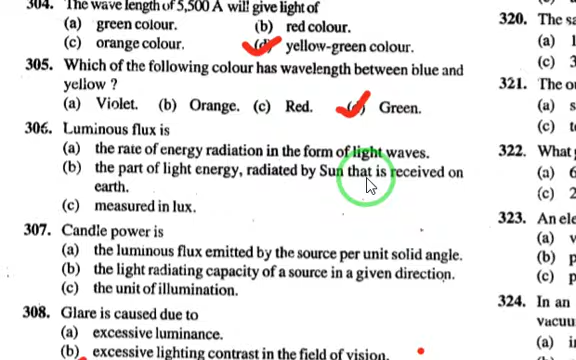 304. The wave length of 5,500 A will give light of
(a) green colour. (b) red colour.
(c) orange colour. (d) yellow-green colour.
305. Which of the following colour has wavelength between blue and
yellow ?
(a) Violet. (b) Orange. (c) Red. (d) Green.
306. Luminous flux is
(a) the rate of energy radiation in the form of light waves.
(b) the part of light energy, radiated by Sun that is received on
earth.
(c) measured in lux.
307. Candle power is
(a) the luminous flux emitted by the source per unit solid angle.
(b) the light radiating capacity of a source in a given direction.
(c) the unit of illumination.
308. Glare is caused due to
(a) excessive luminance.
(b) excessive lighting contrast in the field of vision.
320. The
(a)
(c)
321. The
(a)
(c)
322. What
(a)
(c)
323. An
(a)
(b)
(c)
324. In an
(a)